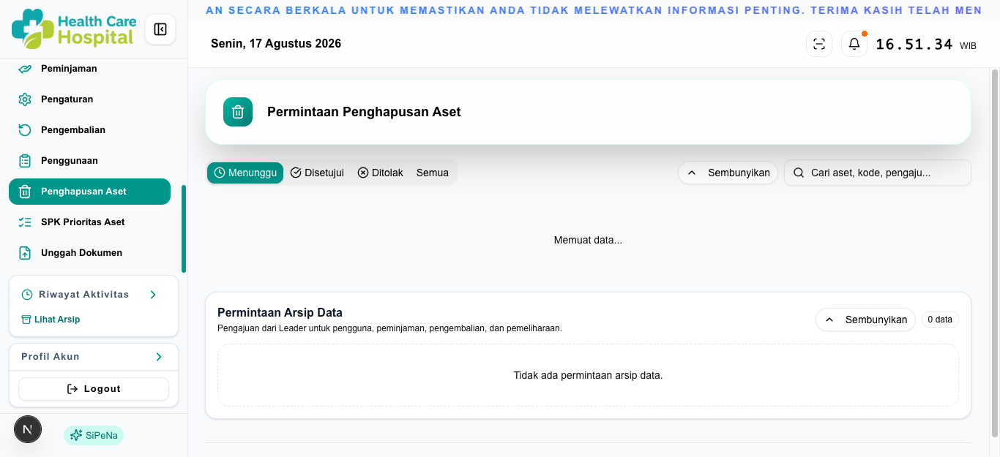 AN SECARA BERKALA UNTUK MEMASTIKAN ANDA TIDAK MELEWATKAN INFORMASI PENTING. TERIMA KASIH TELAH MEN
Health Care
Hospital
Senin, 17 Agustus 2026
16.51.34 WIB
Peminjaman
Pengaturan
Pengembalian
Penggunaan
Penghapusan Aset
SPK Prioritas Aset
Unggah Dokumen
Riwayat Aktivitas
Lihat Arsip
Profil Akun
Logout
N
SiPeNa
Permintaan Penghapusan Aset
Menunggu Disetujui Ditolak Semua
Sembunyikan
Cari aset, kode, pengaju...
Memuat data...
Permintaan Arsip Data
Pengajuan dari Leader untuk pengguna, peminjaman, pengembalian, dan pemeliharaan.
Sembunyikan
0 data
Tidak ada permintaan arsip data.